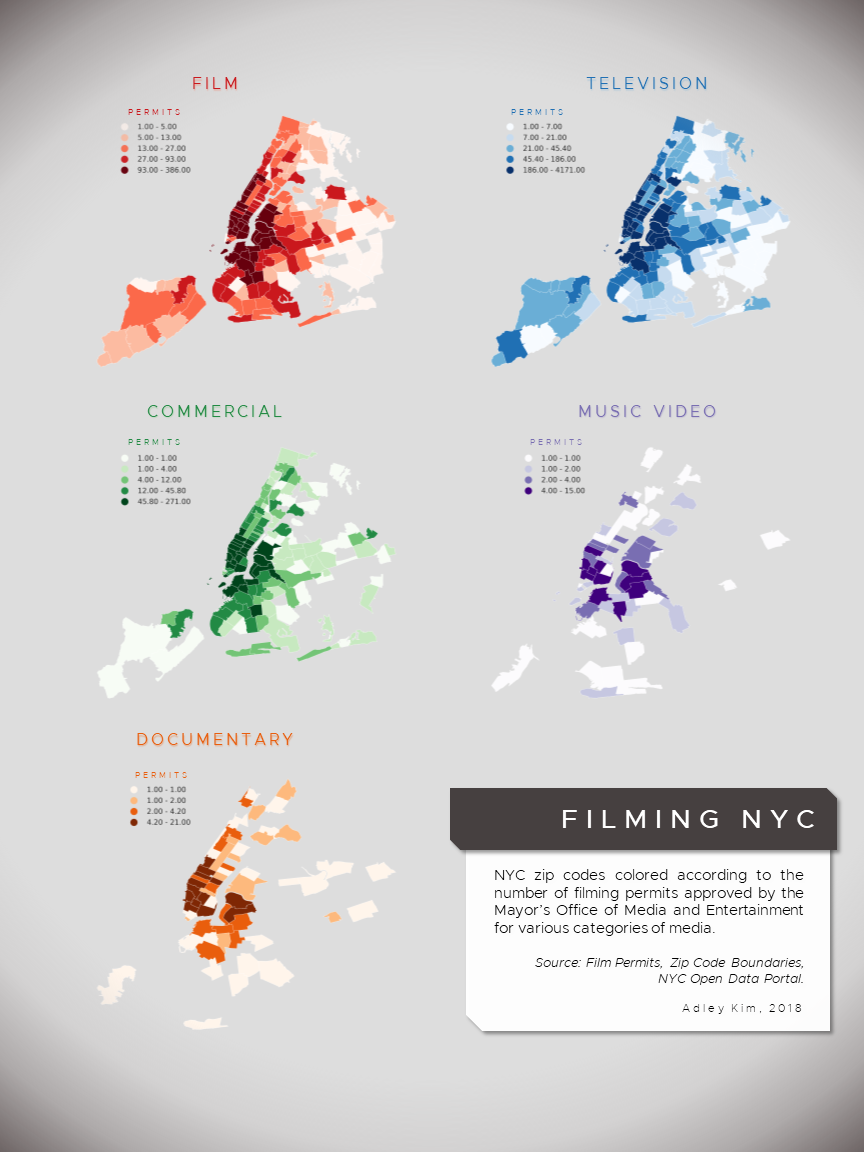 FILM
PERMITS
1.00 - 5.00
5.00 - 13.00
13.00 - 27.00
27.00 - 93.00
93.00 - 386.00
TELEVISION
PERMITS
1.00 - 7.00
7.00 - 21.00
21.00 - 45.40
45.40 - 186.00
186.00 - 4171.00
COMMERCIAL
PERMITS
1.00 - 1.00
1.00 - 4.00
4.00 - 12.00
12.00 - 45.80
45.80 - 271.00
MUSIC VIDEO
PERMITS
1.00 - 1.00
1.00 - 2.00
2.00 - 4.00
4.00 - 15.00
DOCUMENTARY
PERMITS
1.00 - 1.00
1.00 - 2.00
2.00 - 4.20
4.20 - 21.00
FILMING NYC
NYC zip codes colored according to the
number of filming permits approved by the
Mayor's Office of Media and Entertainment
for various categories of media.
Source: Film Permits, Zip Code Boundaries,
NYC Open Data Portal.
Adley Kim, 2018